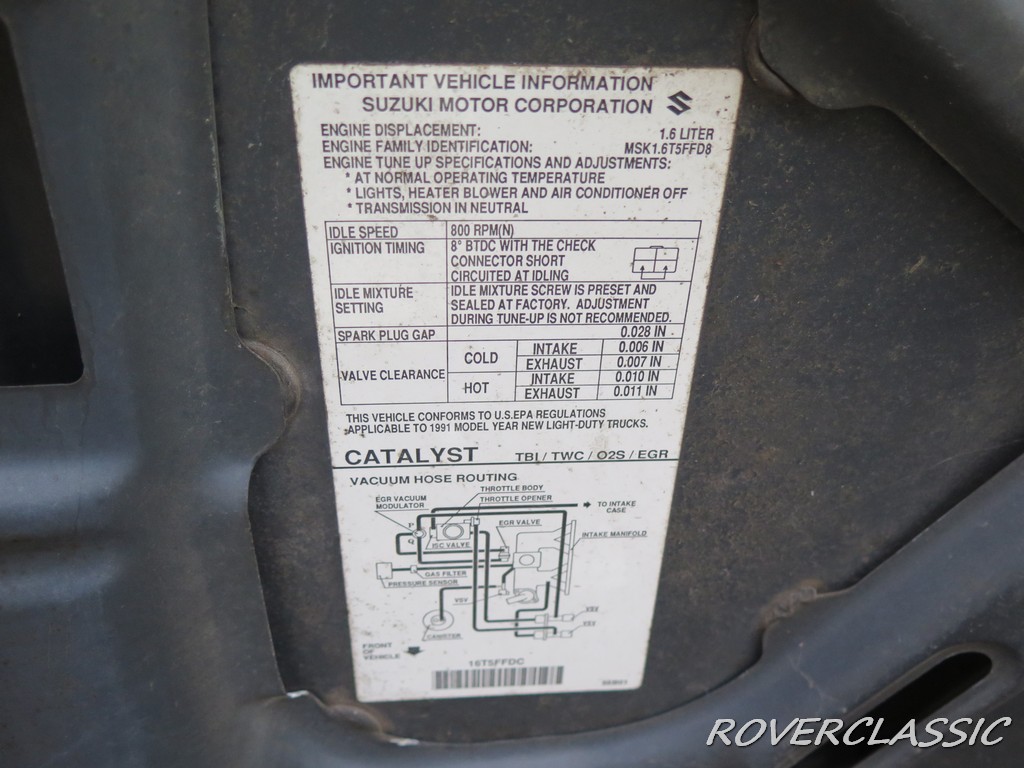 IMPORTANT VEHICLE INFORMATION
SUZUKI MOTOR CORPORATION
ENGINE DISPLACEMENT: 1.6 LITER
ENGINE FAMILY IDENTIFICATION: MSK1.6T5FFD8
ENGINE TUNE UP SPECIFICATIONS AND ADJUSTMENTS:
* AT NORMAL OPERATING TEMPERATURE
* LIGHTS, HEATER BLOWER AND AIR CONDITIONER OFF
* TRANSMISSION IN NEUTRAL
IDLE SPEED 800 RPM(N)
IGNITION TIMING 8° BTDC WITH THE CHECK
CONNECTOR SHORT
CIRCUITED AT IDLING
IDLE MIXTURE IDLE MIXTURE SCREW IS PRESET AND
SETTING SEALED AT FACTORY. ADJUSTMENT
DURING TUNE-UP IS NOT RECOMMENDED.
SPARK PLUG GAP 0.028 IN
VALVE CLEARANCE COLD INTAKE 0.006 IN
EXHAUST 0.007 IN
HOT INTAKE 0.010 IN
EXHAUST 0.011 IN
THIS VEHICLE CONFORMS TO U.S.EPA REGULATIONS
APPLICABLE TO 1991 MODEL YEAR NEW LIGHT-DUTY TRUCKS.
CATALYST TBI / TWC / O2S / EGR
VACUUM HOSE ROUTING
THROTTLE BODY
EGR VACUUM
MODULATOR
THROTTLE OPENER
TO INTAKE
CASE
P
Q
EGR VALVE
ISC VALVE
INTAKE MANIFOLD
GAS FILTER
PRESSURE SENSOR
VSV
VSV
VSV
CANISTER
FRONT
OF
VEHICLE
16T5FFDC
ROVERCLASSIC